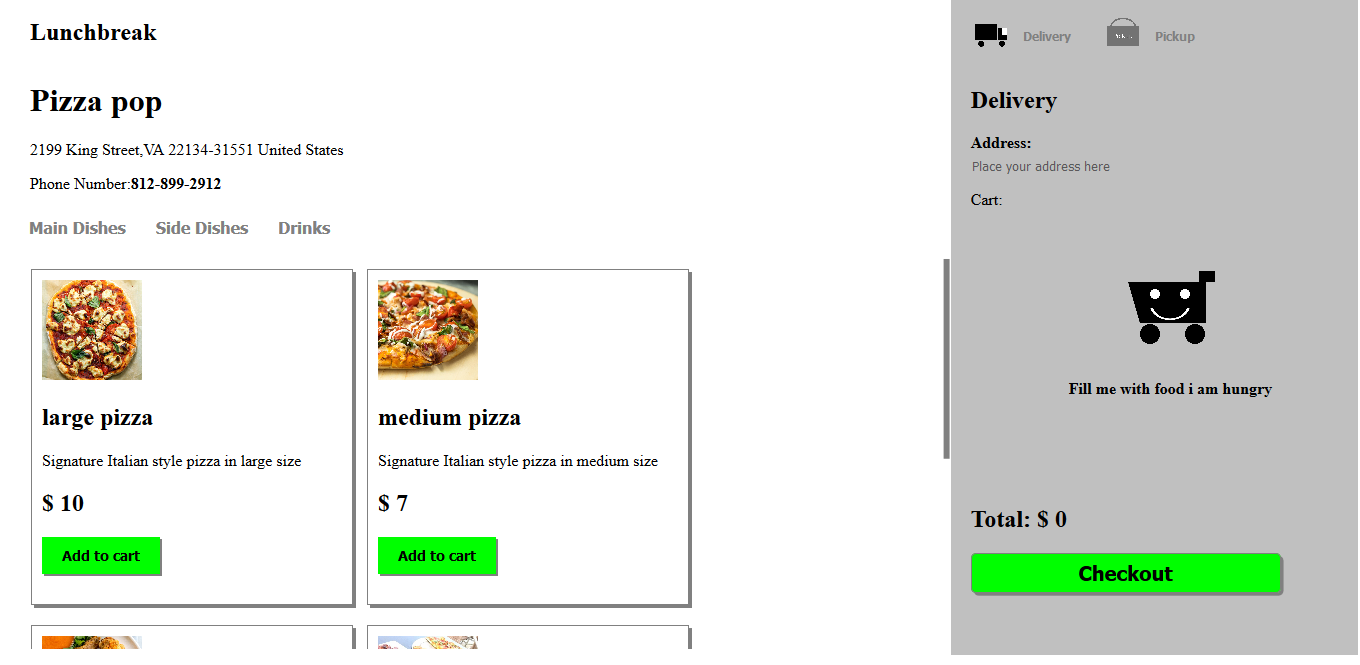 Lunchbreak
Pizza pop
2199 King Street,VA 22134-31551 United States
Phone Number:812-899-2912
Main Dishes Side Dishes Drinks
large pizza
Signature Italian style pizza in large size
$ 10
Add to cart
medium pizza
Signature Italian style pizza in medium size
$ 7
Add to cart
Delivery Pickup
Delivery
Address:
Place your address here
Cart:
Fill me with food i am hungry
Total: $ 0
Checkout